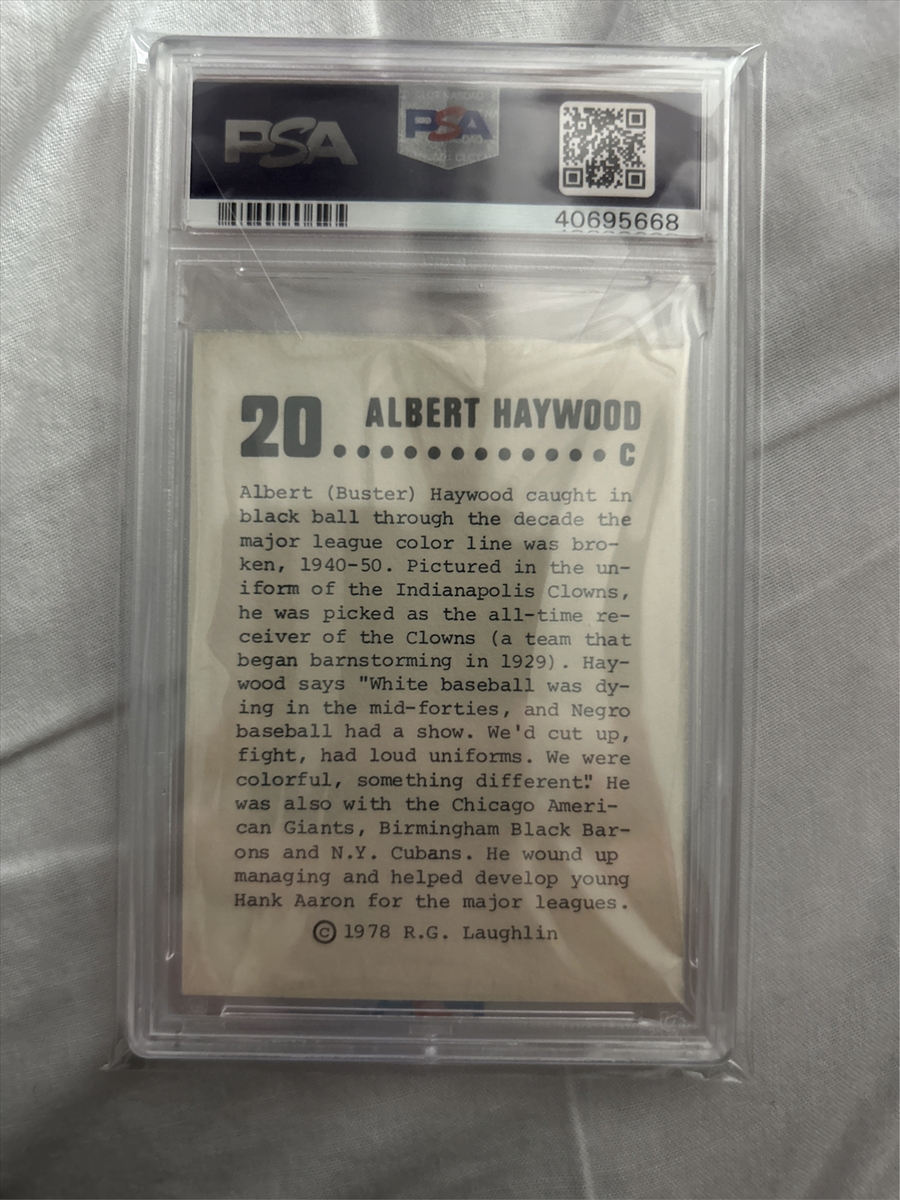 PSA
PSA
40695668
20 ALBERT HAYWOOD
............ C
Albert (Buster) Haywood caught in
black ball through the decade the
major league color line was bro-
ken, 1940-50. Pictured in the un-
iform of the Indianapolis Clowns,
he was picked as the all-time re-
ceiver of the Clowns (a team that
began barnstorming in 1929). Hay-
wood says "White baseball was dy-
ing in the mid-forties, and Negro
baseball had a show. We'd cut up,
fight, had loud uniforms. We were
colorful, something different." He
was also with the Chicago Ameri-
can Giants, Birmingham Black Bar-
ons and N.Y. Cubans. He wound up
managing and helped develop young
Hank Aaron for the major leagues.
© 1978 R.G. Laughlin